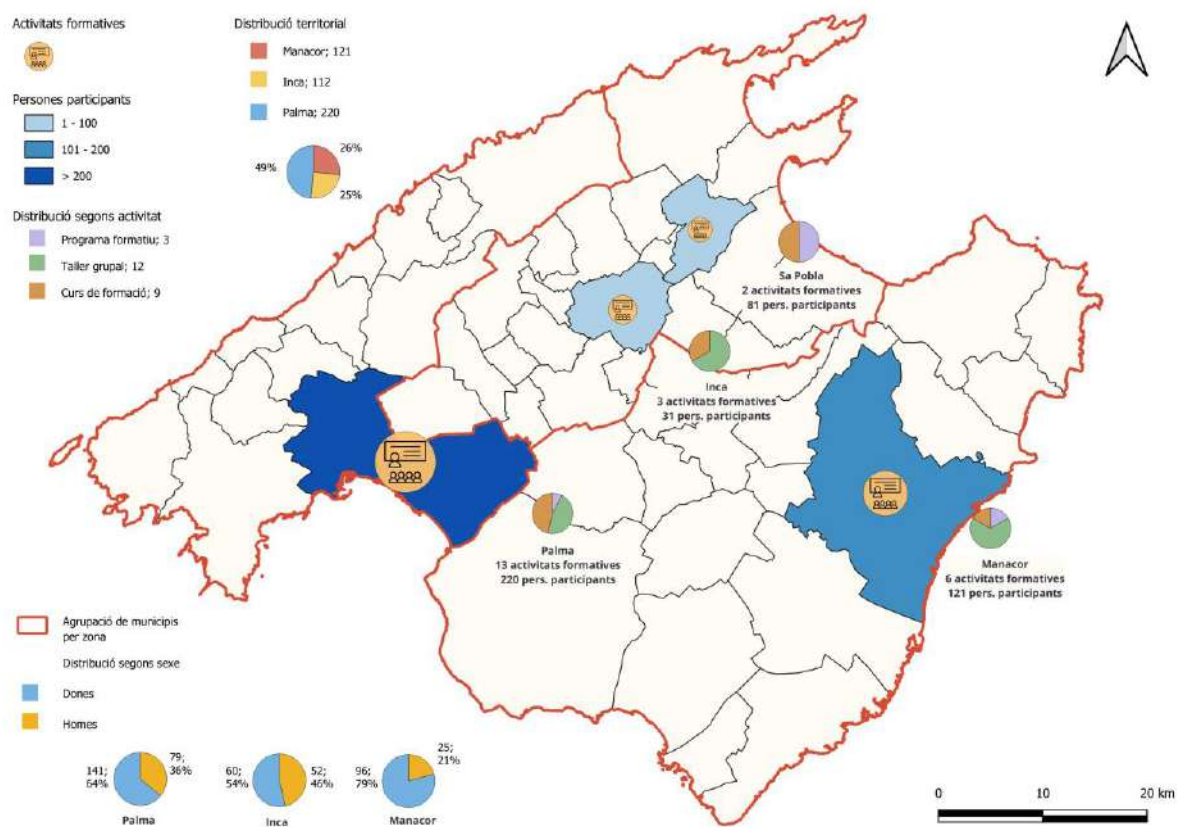 Activitats formatives
Persones participants
1 - 100
101 - 200
> 200
Distribució segons activitat
Programa formatiu; 3
Taller grupal; 12
Curs de formació; 9
Distribució territorial
Manacor; 121
Inca; 112
Palma; 220
49%
26%
25%
Sa Pobla
2 activitats formatives
81 pers. participants
Inca
3 activitats formatives
31 pers. participants
Palma
13 activitats formatives
220 pers. participants
Manacor
6 activitats formatives
121 pers. participants
Agrupació de municipis
per zona
Distribució segons sexe
Dones
Homes
141;
64%
79;
36%
Palma
60;
54%
52;
46%
Inca
96;
79%
25;
21%
Manacor
0 10 20 km